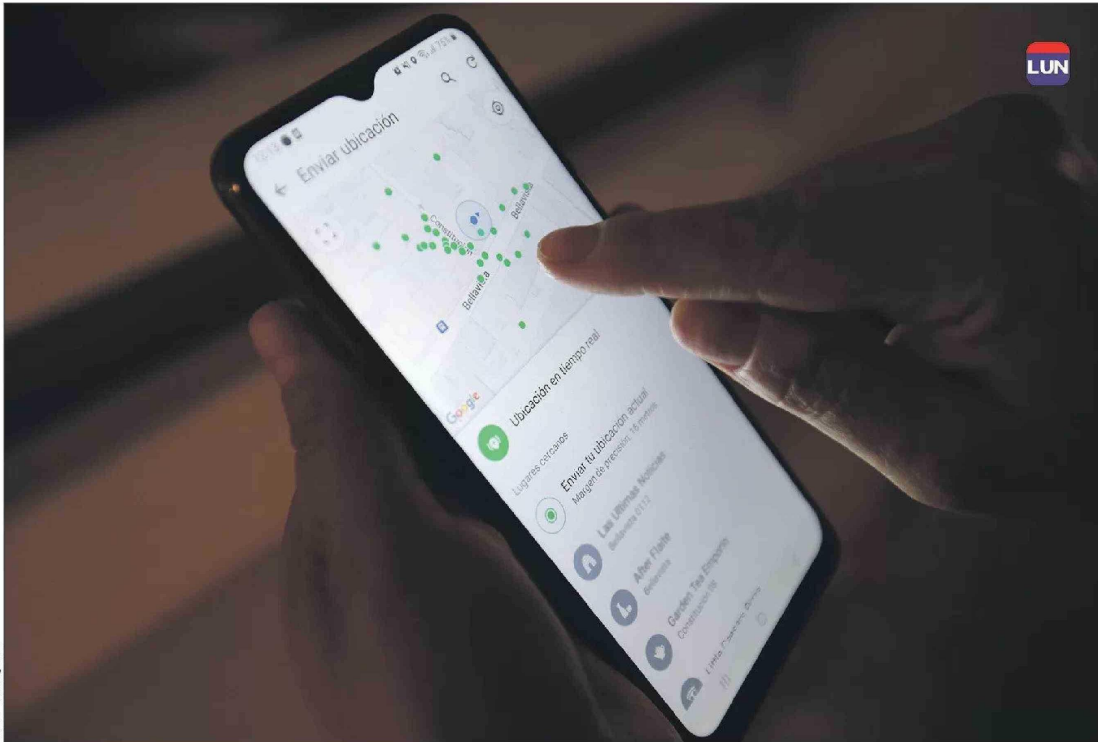 LUN
Enviar ubicación
Constitución
Bellavista
Bellavista
Google
Ubicación en tiempo real
Lugares cercanos
Enviar tu ubicación actual
Margen de precisión: 16 metros
Las Últimas Noticias
Bellavista 0112
After Flaite
Bellavista
Garden Tea Emporio
Constitución 08